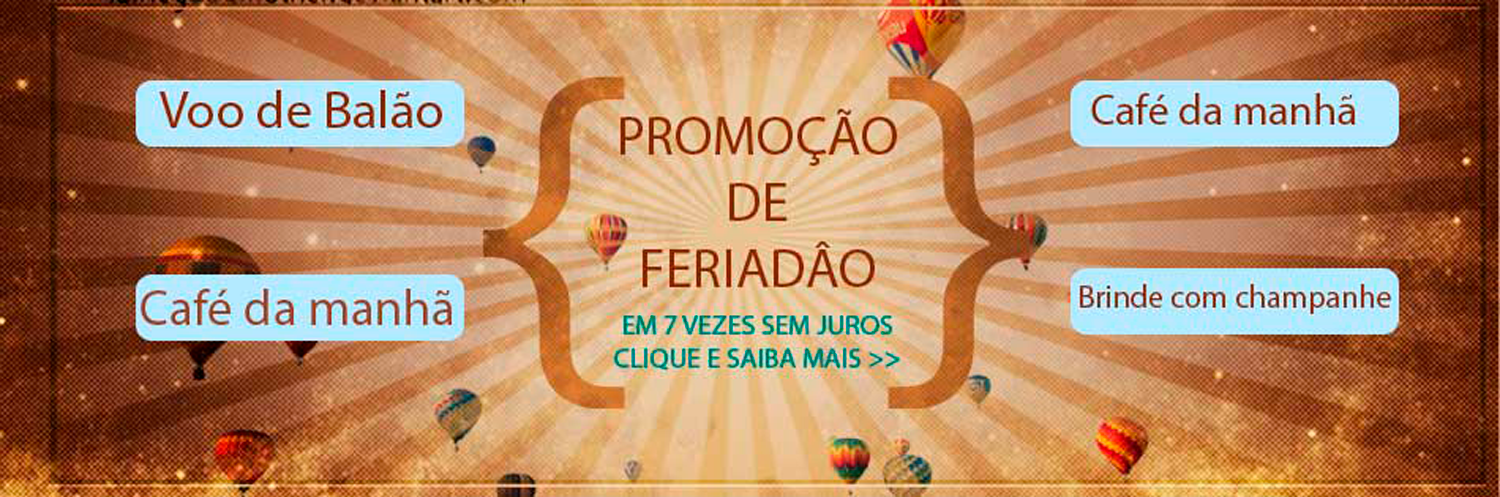 Voo de Balão
Café da manhã
PROMOÇÃO
DE
FERIADÂO
EM 7 VEZES SEM JUROS
CLIQUE E SAIBA MAIS >>
Café da manhã
Brinde com champanhe